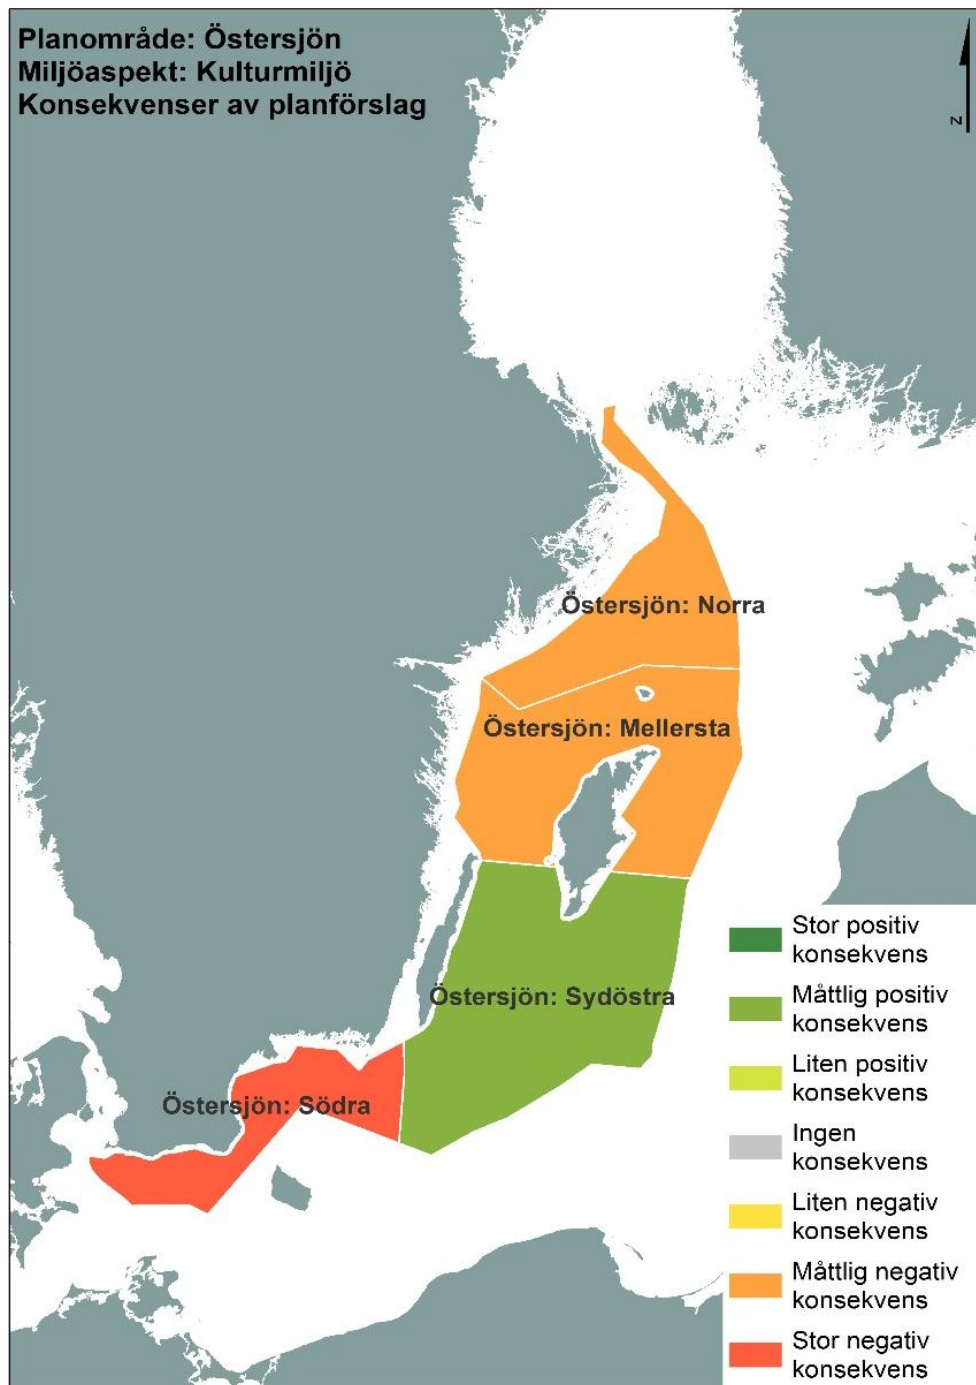 Planområde: Östersjön
Miljöaspekt: Kulturmiljö
Konsekvenser av planförslag
N
Östersjön: Norra
Östersjön: Mellersta
Östersjön: Sydöstra
Östersjön: Södra
Stor positiv
konsekvens
Måttlig positiv
konsekvens
Liten positiv
konsekvens
Ingen
konsekvens
Liten negativ
konsekvens
Måttlig negativ
konsekvens
Stor negativ
konsekvens